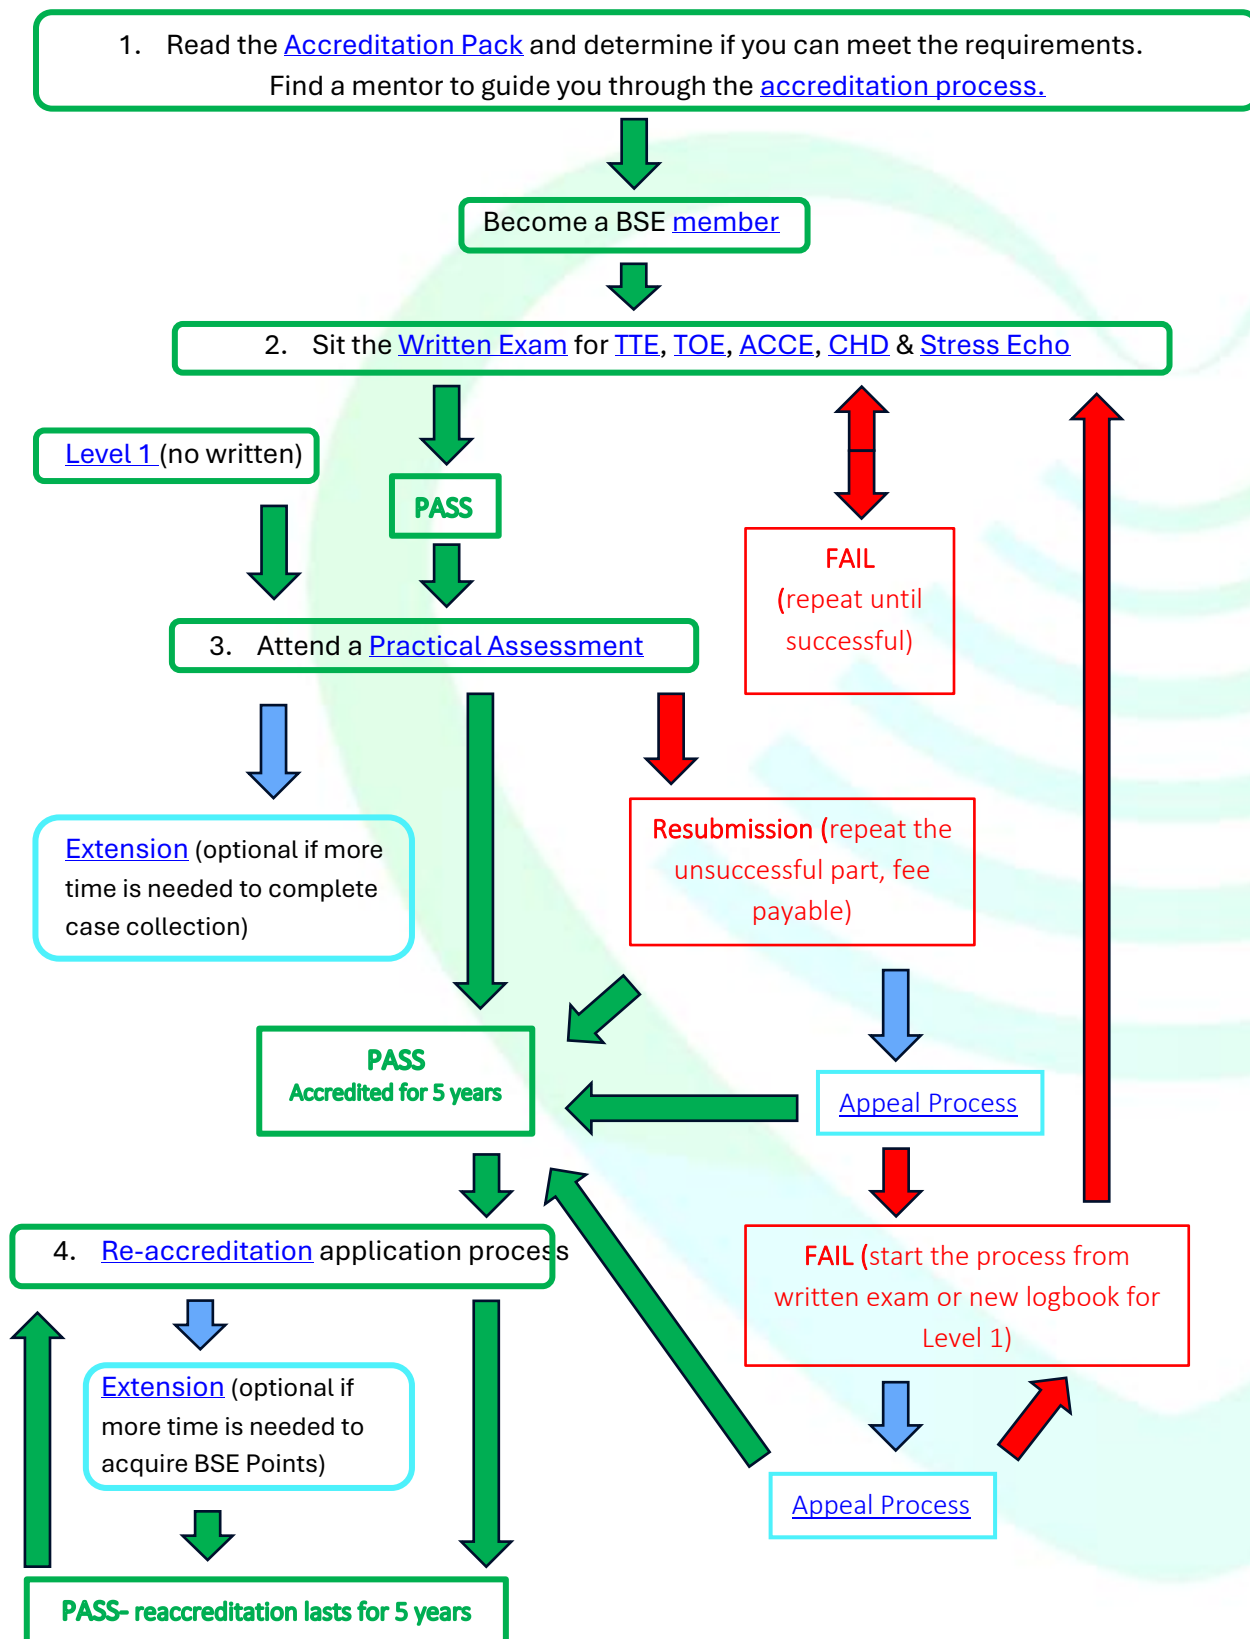 1. Read the Accreditation Pack and determine if you can meet the requirements.
Find a mentor to guide you through the accreditation process.
Become a BSE member
2. Sit the Written Exam for TTE, TOE, ACCE, CHD & Stress Echo
Level 1 (no written)
PASS
FAIL
(repeat until
successful)
3. Attend a Practical Assessment
Extension (optional if more
time is needed to complete
case collection)
Resubmission (repeat the
unsuccessful part, fee
payable)
PASS
Accredited for 5 years
Appeal Process
4. Re-accreditation application process
FAIL (start the process from
written exam or new logbook for
Level 1)
Extension (optional if
more time is needed to
acquire BSE Points)
Appeal Process
PASS- reaccreditation lasts for 5 years